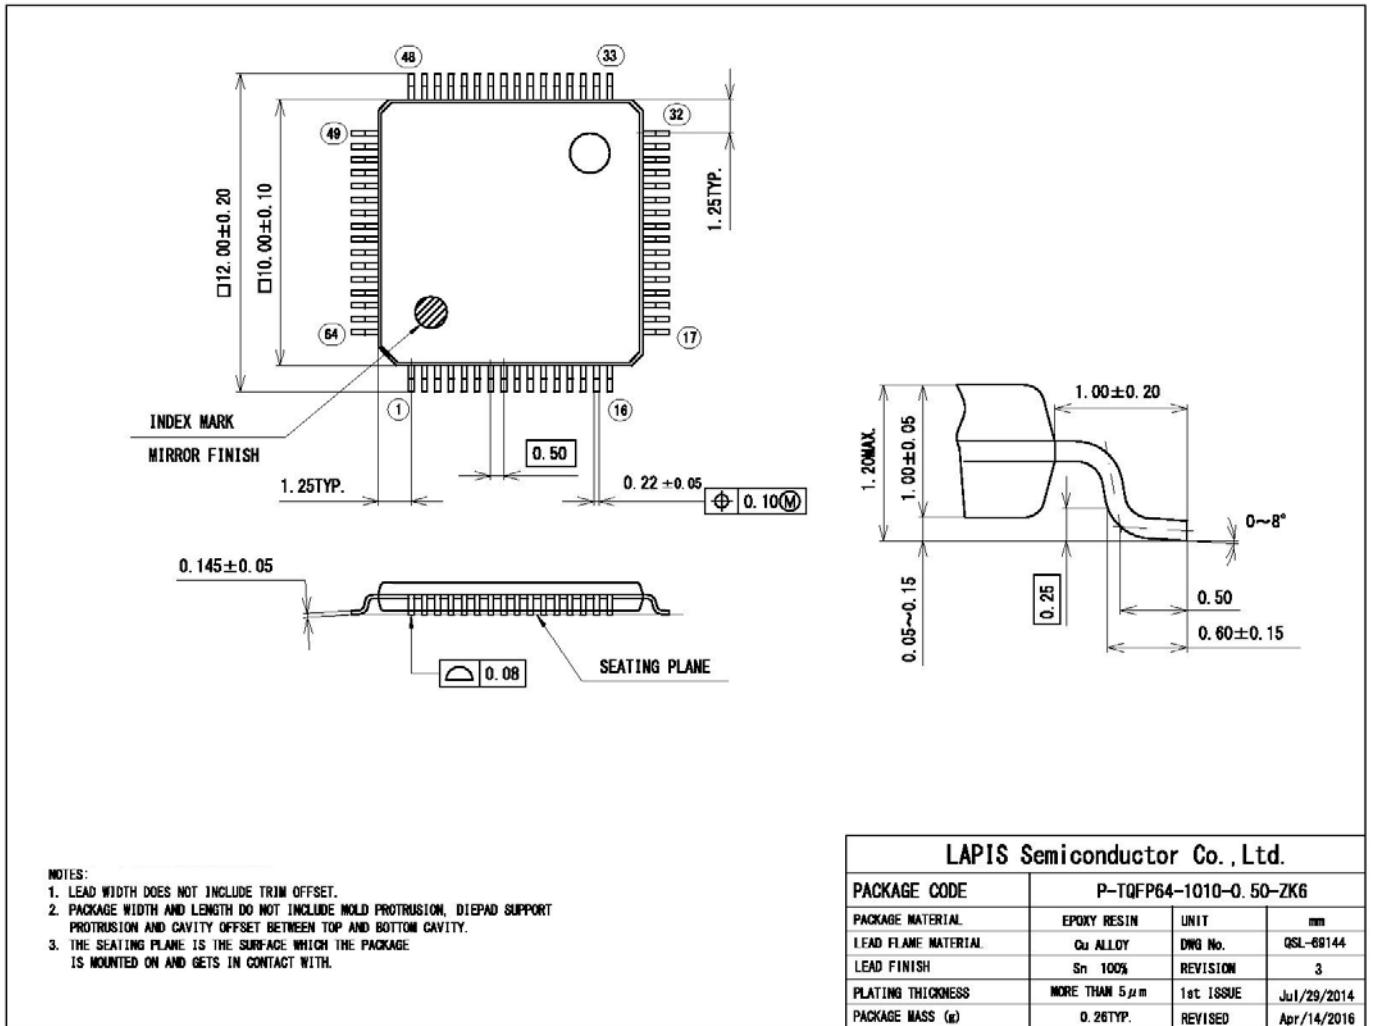 48
33
49
32
64
17
1
16
□12.00±0.20
□10.00±0.10
1.25TYP.
INDEX MARK
MIRROR FINISH
1.25TYP.
0.50
0.22 ±0.05
⌖ 0.10Ⓜ
0.145±0.05
⌓ 0.08
SEATING PLANE
1.00±0.20
1.20MAX.
1.00±0.05
0.05~0.15
0.25
0~8°
0.50
0.60±0.15
NOTES:
1. LEAD WIDTH DOES NOT INCLUDE TRIM OFFSET.
2. PACKAGE WIDTH AND LENGTH DO NOT INCLUDE MOLD PROTRUSION, DIEPAD SUPPORT
PROTRUSION AND CAVITY OFFSET BETWEEN TOP AND BOTTOM CAVITY.
3. THE SEATING PLANE IS THE SURFACE WHICH THE PACKAGE
IS MOUNTED ON AND GETS IN CONTACT WITH.
LAPIS Semiconductor Co.,Ltd.
PACKAGE CODE P-TQFP64-1010-0.50-ZK6
PACKAGE MATERIAL EPOXY RESIN UNIT mm
LEAD FLAME MATERIAL Cu ALLOY DWG No. QSL-69144
LEAD FINISH Sn 100% REVISION 3
PLATING THICKNESS MORE THAN 5μm 1st ISSUE Jul/29/2014
PACKAGE MASS (g) 0.26TYP. REVISED Apr/14/2016